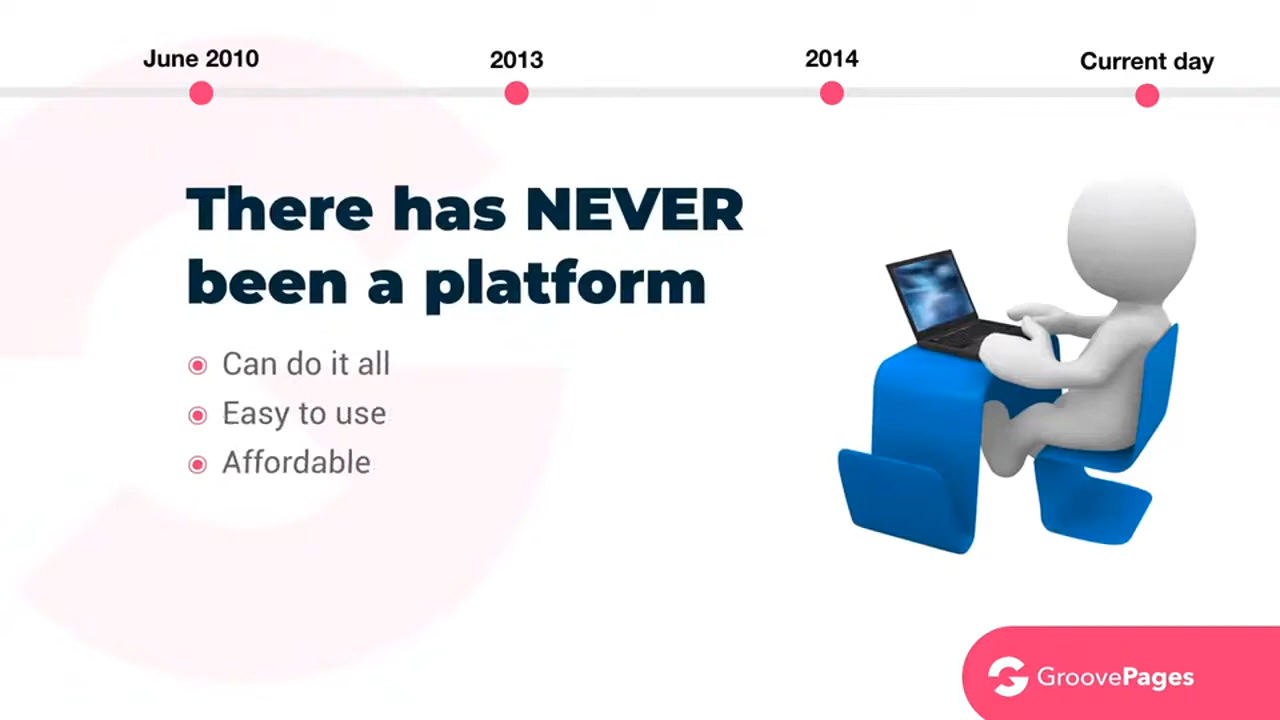 June 2010
2013
2014
Current day
There has NEVER
been a platform
Can do it all
Easy to use
Affordable
GroovePages